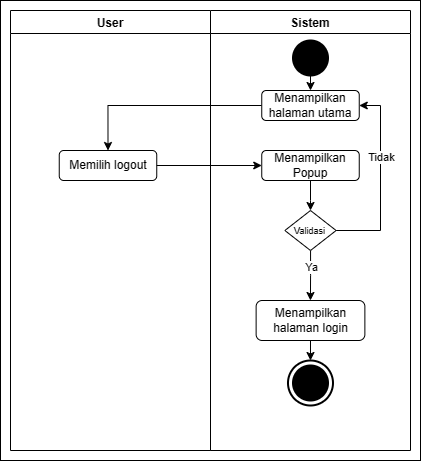 User
Sistem
Menampilkan
halaman utama
Memilih logout
Menampilkan
Popup
Tidak
Validasi
Ya
Menampilkan
halaman login